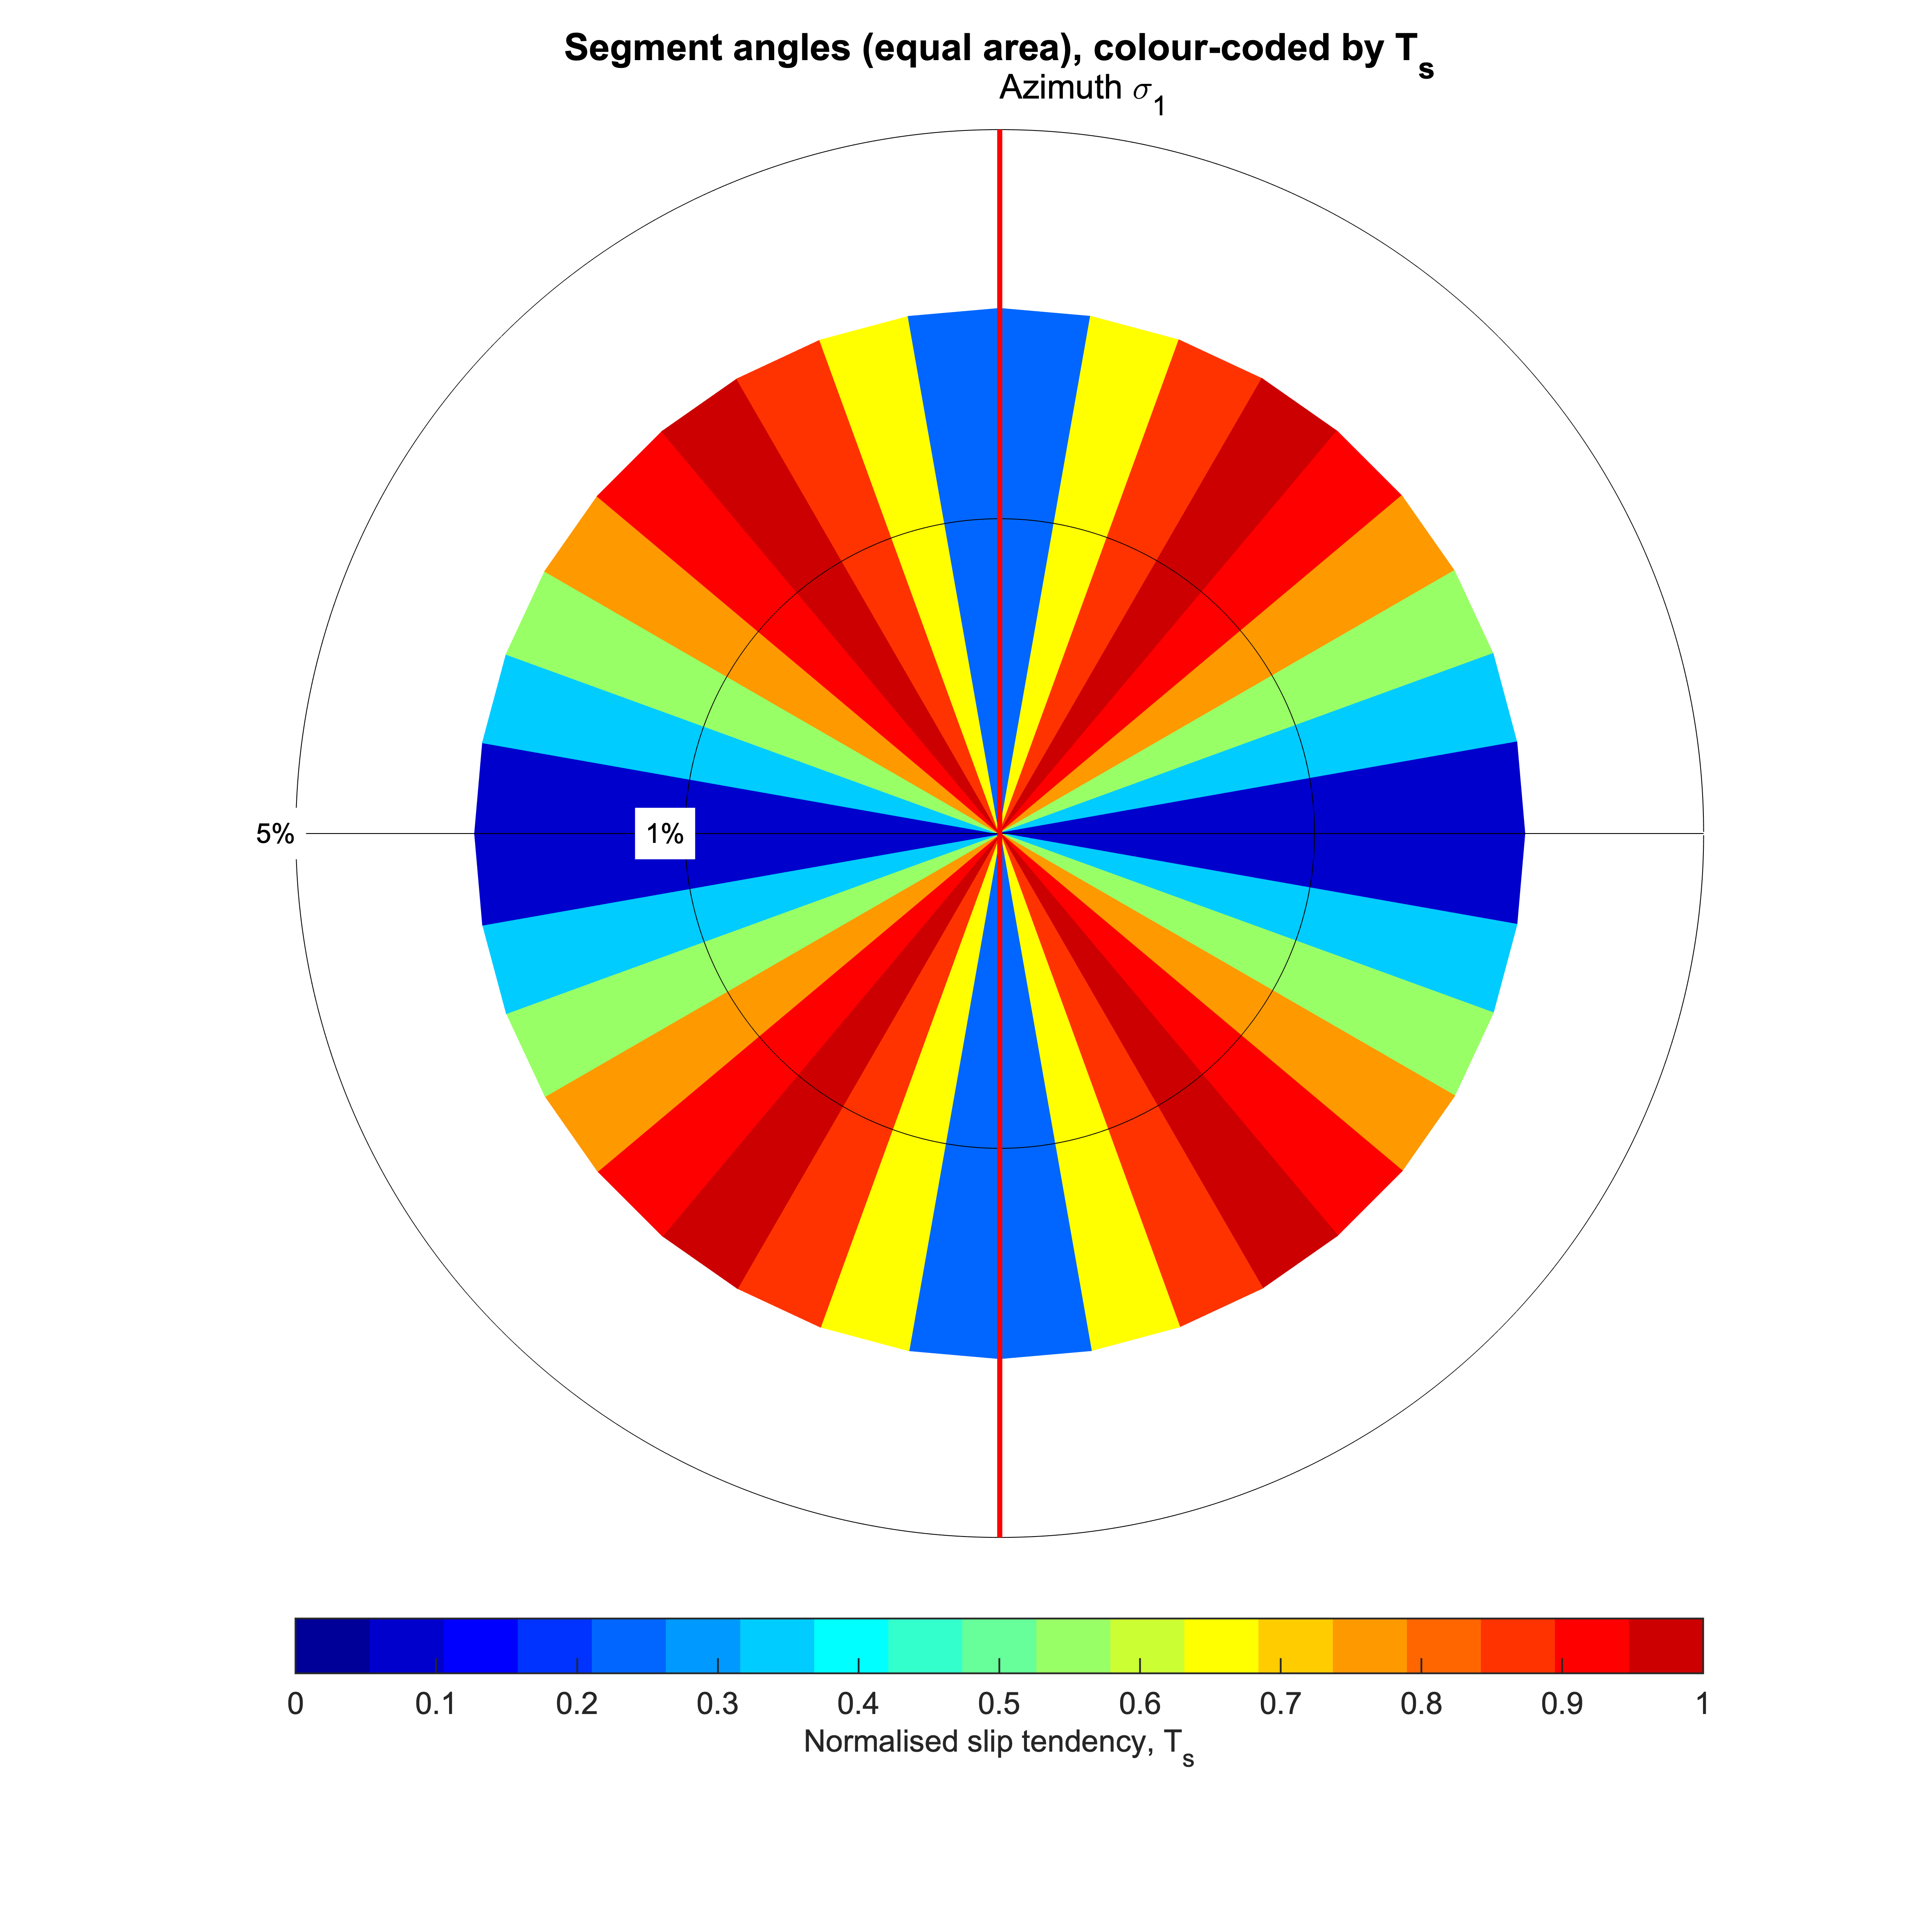 Segment angles (equal area), colour-coded by Tₛ
Azimuth σ₁
5%
1%
0 0.1 0.2 0.3 0.4 0.5 0.6 0.7 0.8 0.9 1
Normalised slip tendency, Tₛ